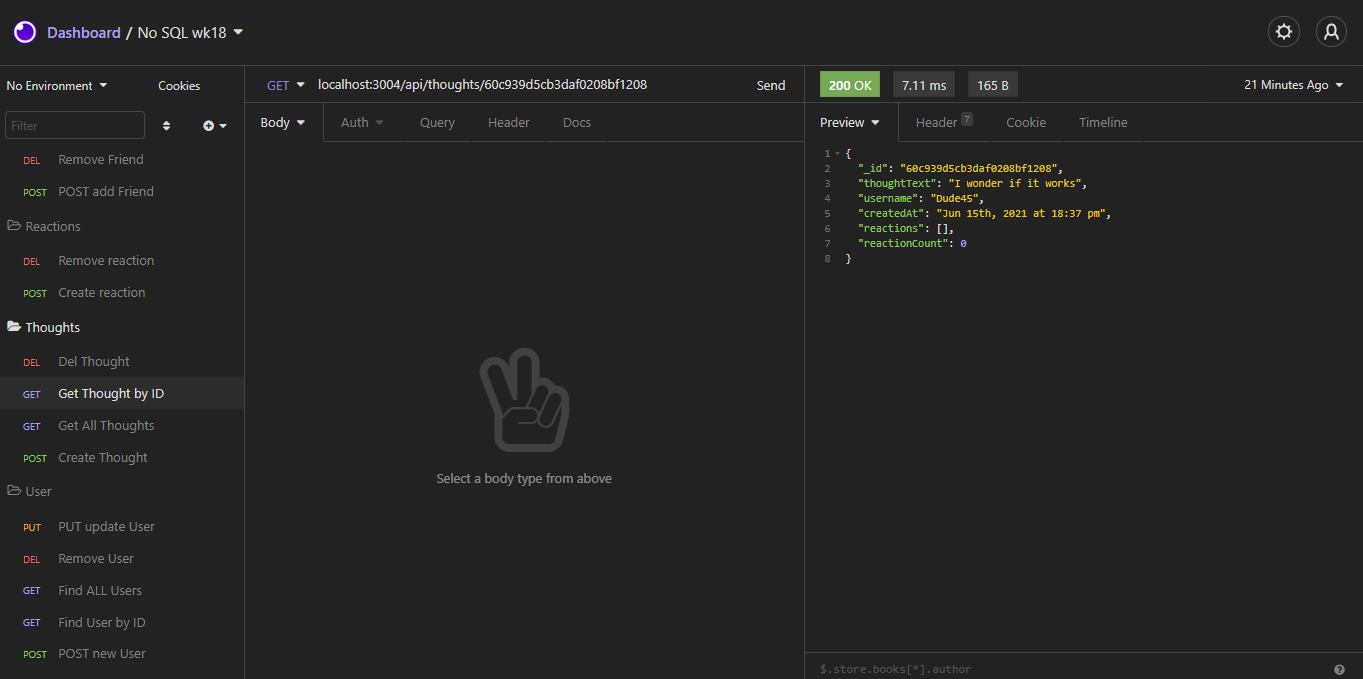 Dashboard / No SQL wk18
No Environment
Cookies
Filter
DEL Remove Friend
POST POST add Friend
Reactions
DEL Remove reaction
POST Create reaction
Thoughts
DEL Del Thought
GET Get Thought by ID
GET Get All Thoughts
POST Create Thought
User
PUT PUT update User
DEL Remove User
GET Find ALL Users
GET Find User by ID
POST POST new User
GET localhost:3004/api/thoughts/60c939d5cb3daf0208bf1208 Send
Body Auth Query Header Docs
Select a body type from above
200 OK 7.11 ms 165 B 21 Minutes Ago
Preview Header 7 Cookie Timeline
1 {
2 "_id": "60c939d5cb3daf0208bf1208",
3 "thoughtText": "I wonder if it works",
4 "username": "Dude45",
5 "createdAt": "Jun 15th, 2021 at 18:37 pm",
6 "reactions": [],
7 "reactionCount": 0
8 }
$.store.books[*].author
?